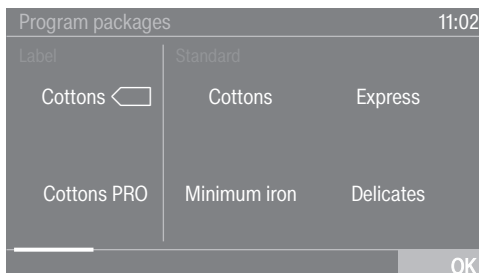 Program packages 11:02
Label Standard
Cottons Cottons Express
Cottons PRO Minimum iron Delicates
OK